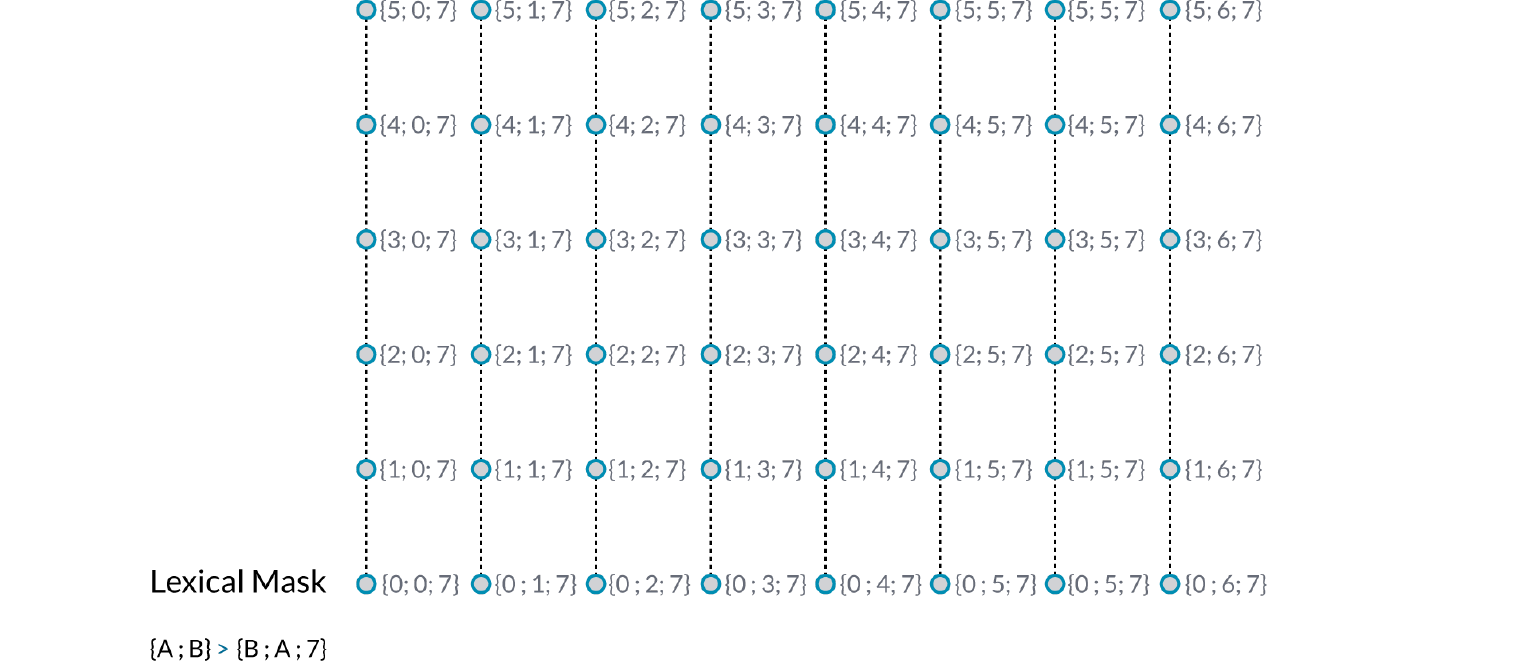 {5; 0; 7} {5; 1; 7} {5; 2; 7} {5; 3; 7} {5; 4; 7} {5; 5; 7} {5; 5; 7} {5; 6; 7}
{4; 0; 7} {4; 1; 7} {4; 2; 7} {4; 3; 7} {4; 4; 7} {4; 5; 7} {4; 5; 7} {4; 6; 7}
{3; 0; 7} {3; 1; 7} {3; 2; 7} {3; 3; 7} {3; 4; 7} {3; 5; 7} {3; 5; 7} {3; 6; 7}
{2; 0; 7} {2; 1; 7} {2; 2; 7} {2; 3; 7} {2; 4; 7} {2; 5; 7} {2; 5; 7} {2; 6; 7}
{1; 0; 7} {1; 1; 7} {1; 2; 7} {1; 3; 7} {1; 4; 7} {1; 5; 7} {1; 5; 7} {1; 6; 7}
Lexical Mask {0; 0; 7} {0 ; 1; 7} {0 ; 2; 7} {0 ; 3; 7} {0 ; 4; 7} {0 ; 5; 7} {0 ; 5; 7} {0 ; 6; 7}
{A ; B} > {B ; A ; 7}